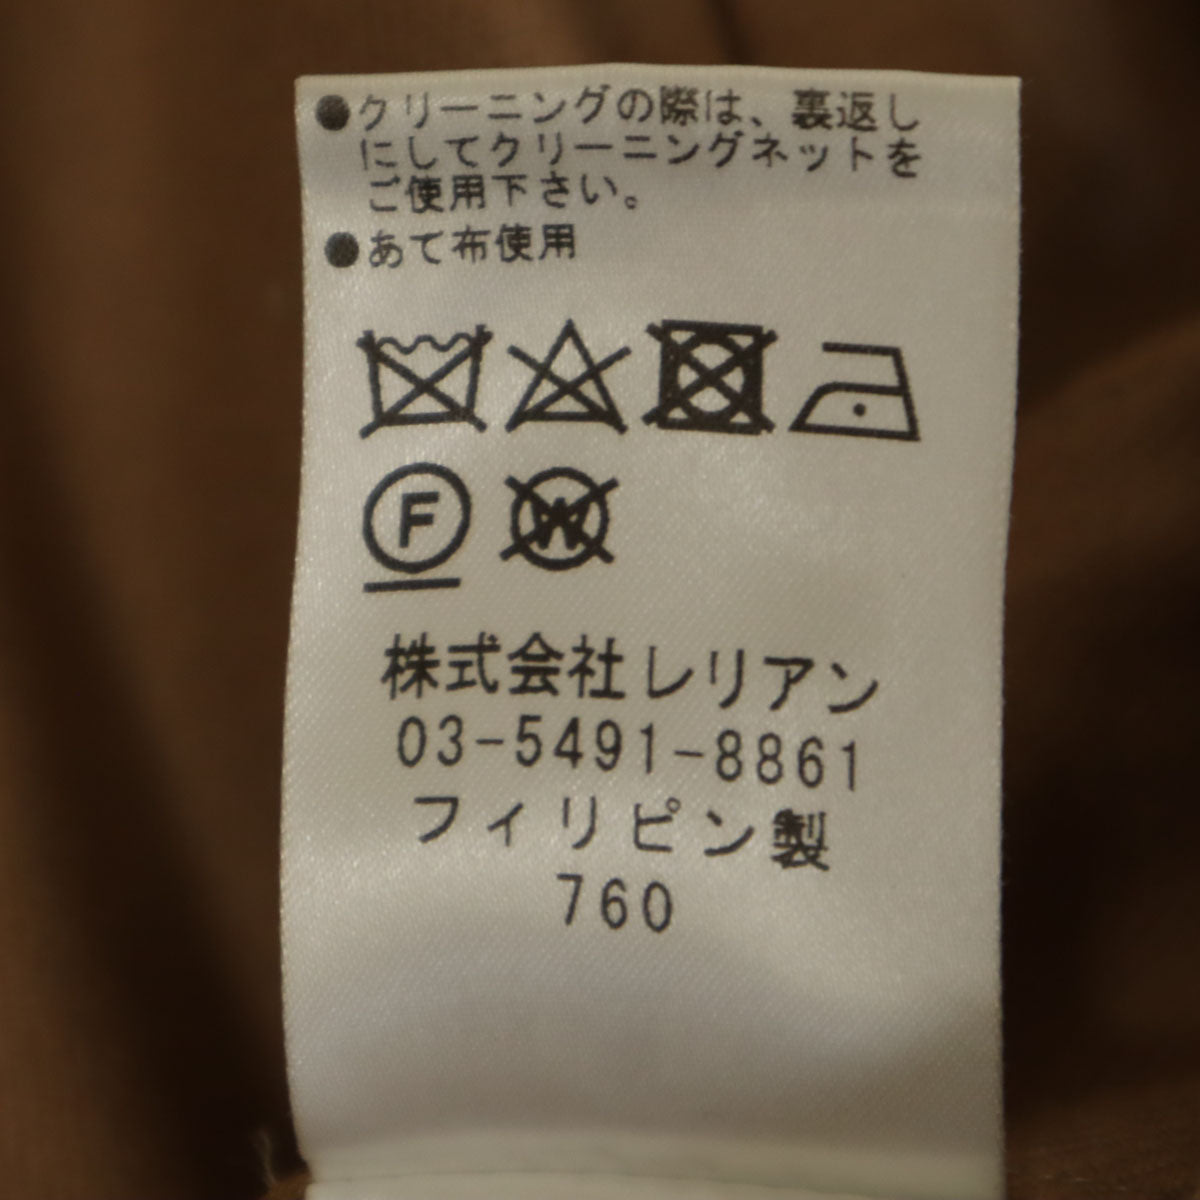 ●クリーニングの際は、裏返し
にしてクリーニングネットを
ご使用下さい。
●あて布使用
F W
株式会社レリアン
03-5491-8861
フィリピン製
760